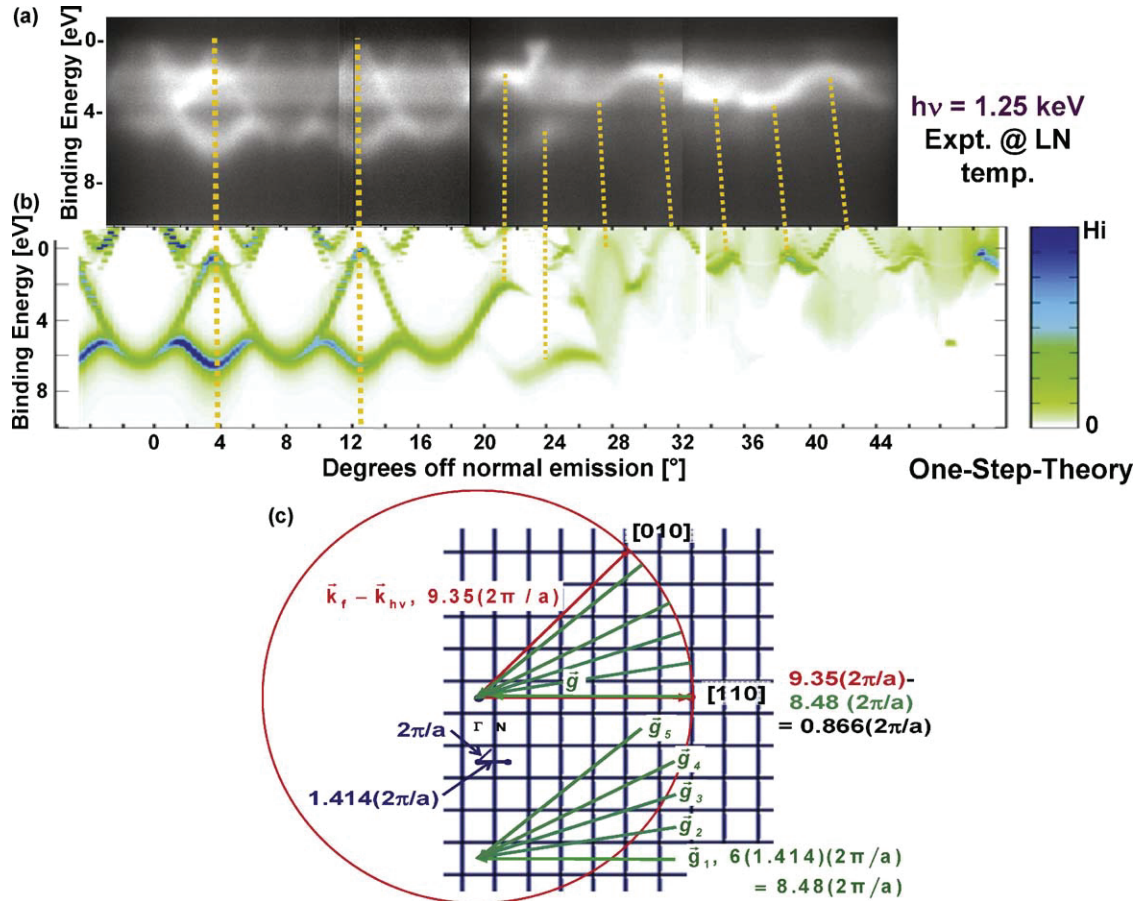 (a)
Binding Energy [eV]
0-
4-
8-
hν = 1.25 keV
Expt. @ LN
temp.
(b)
Binding Energy [eV]
0
4
8
0 4 8 12 16 20 24 28 32 36 40 44
Degrees off normal emission [°]
Hi
0
One-Step-Theory
(c)
[010]
k⃗f – k⃗hν, 9.35(2π / a)
g⃗
[110]
9.35(2π/a)-
8.48 (2π/a)
= 0.866(2π/a)
Γ N
2π/a
1.414(2π/a)
g⃗5
g⃗4
g⃗3
g⃗2
g⃗1, 6(1.414)(2π/a)
= 8.48(2π/a)